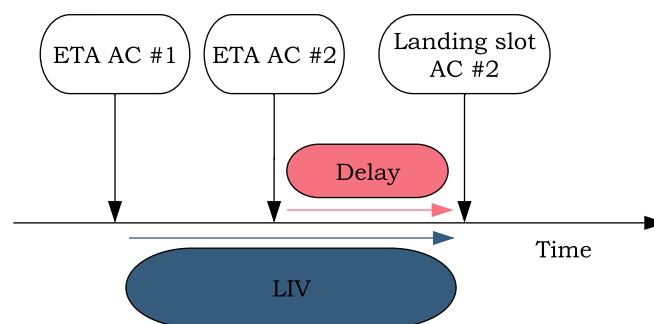 ETA AC #1
ETA AC #2
Landing slot
AC #2
Delay
Time
LIV